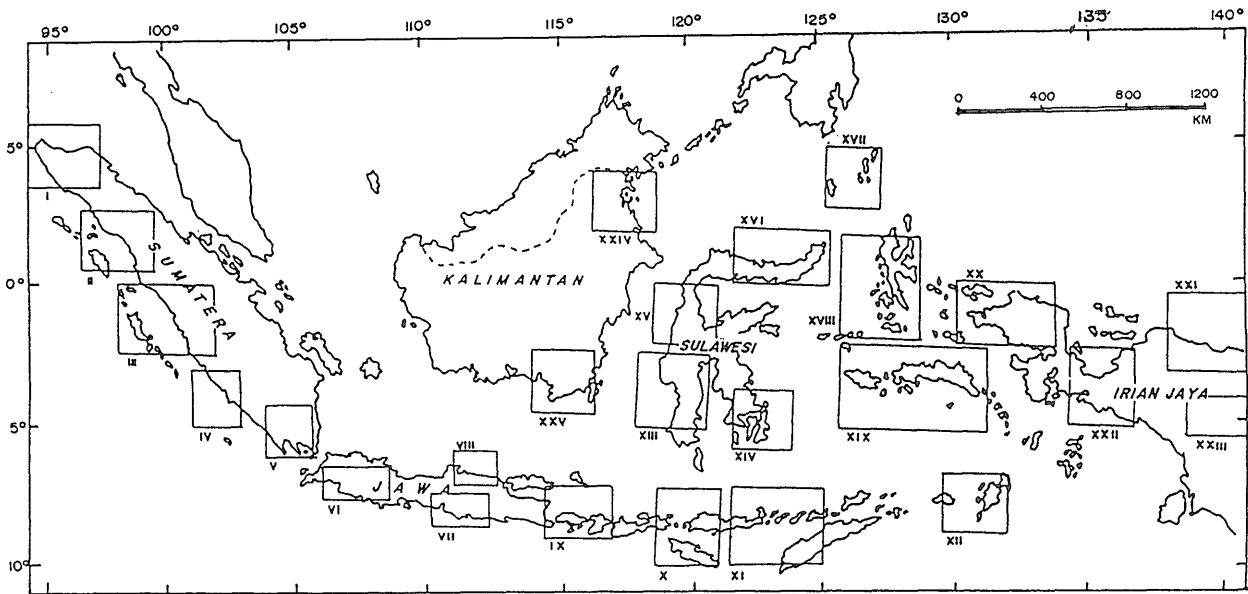 95° 100° 105° 110° 115° 120° 125° 130° 135° 140°
0 400 800 1200
KM
XVII
5°
I
XXIV
XVI
SUMATERA
II
KALIMANTAN
0°
XX
XXI
XV
XVIII
SULAWESI
IX
IRIAN JAYA
IV
XXV
XIII
XIV
XIX
XXII
XXIII
5°
V
VIII
JAWA
VI
VII
IX
X
XI
XII
10°